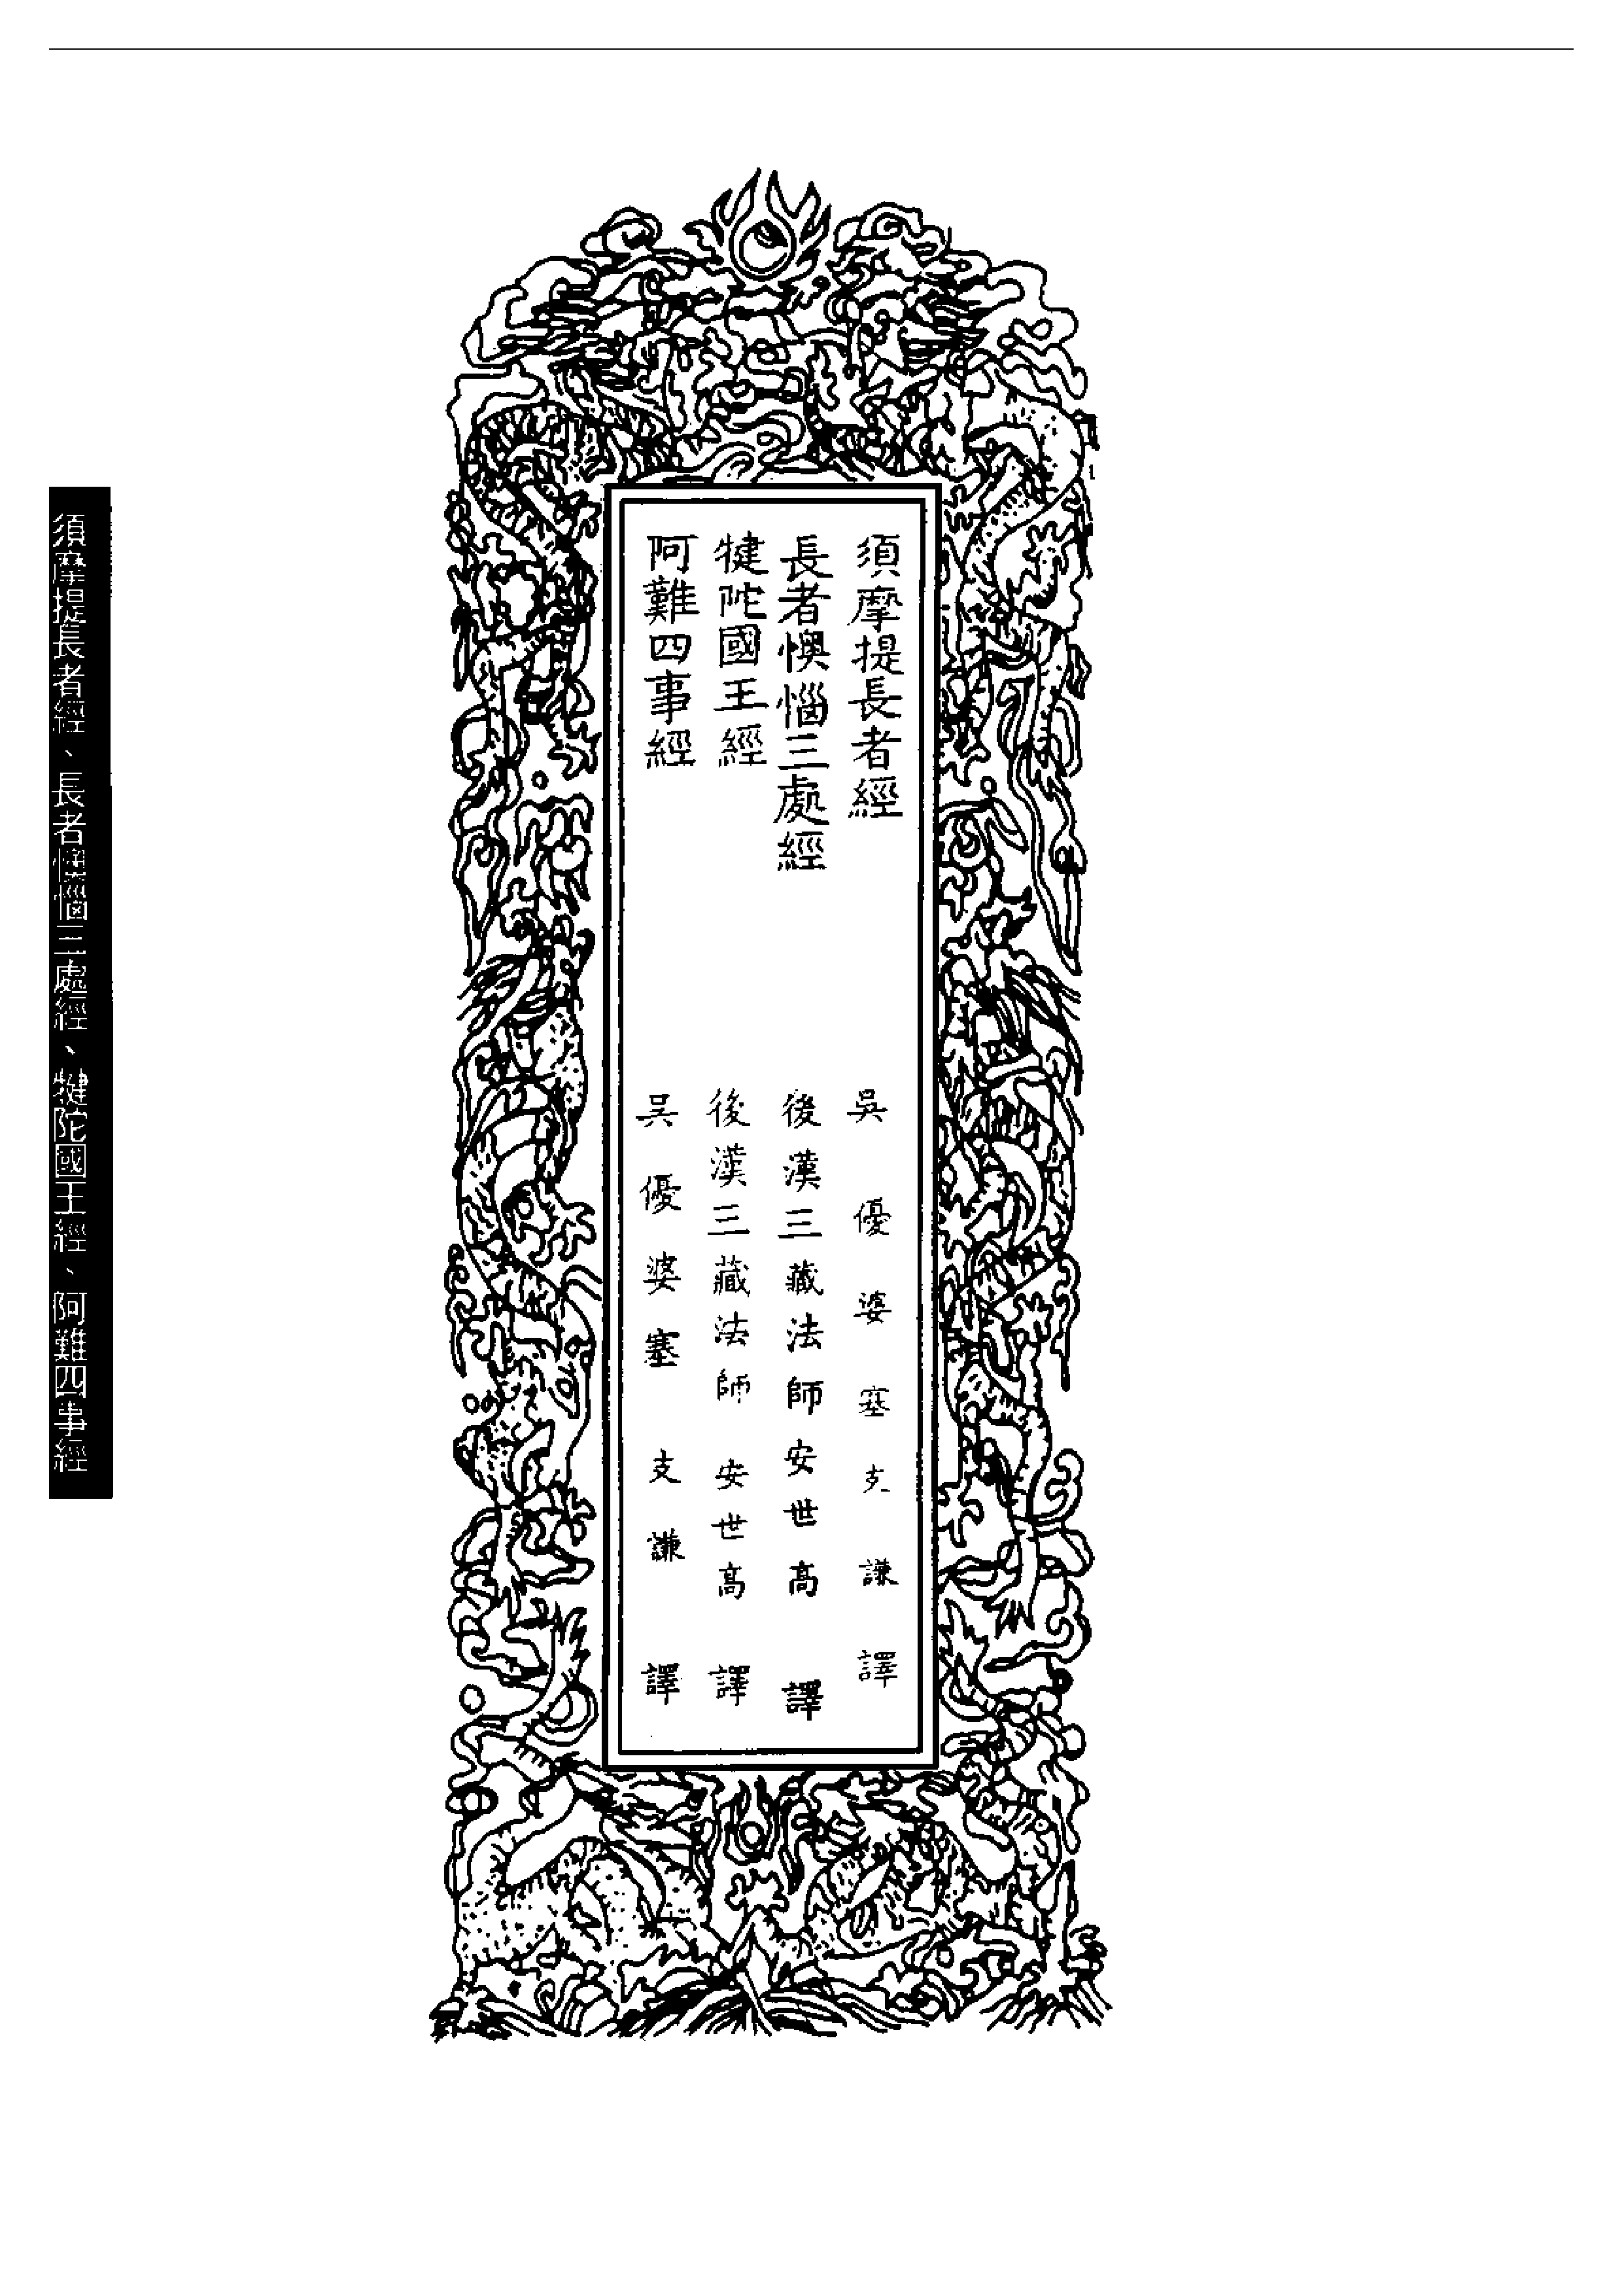 須摩提長者經 吳優婆塞支謙譯
長者懊惱三處經 後漢三藏法師安世高譯
犍陀國王經 後漢三藏法師安世高譯
阿難四事經 吳優婆塞支謙譯
須摩提長者經、長者懊惱三處經、犍陀國王經、阿難四事經